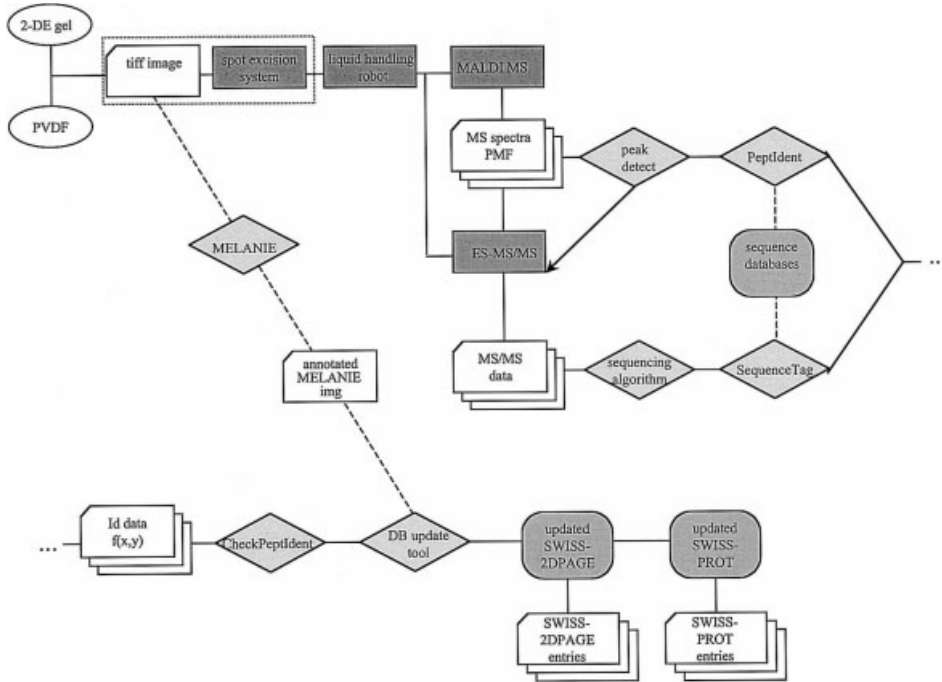 2-DE gel
PVDF
tiff image
spot excision
system
liquid handling
robot
MALDI MS
MS spectra
PMF
peak
detect
PeptIdent
MELANIE
ES-MS/MS
sequence
databases
...
annotated
MELANIE
img
MS/MS
data
sequencing
algorithm
SequenceTag
...
Id data
f(x,y)
CheckPeptIdent
DB update
tool
updated
SWISS-
2DPAGE
updated
SWISS-
PROT
SWISS-
2DPAGE
entries
SWISS-
PROT
entries